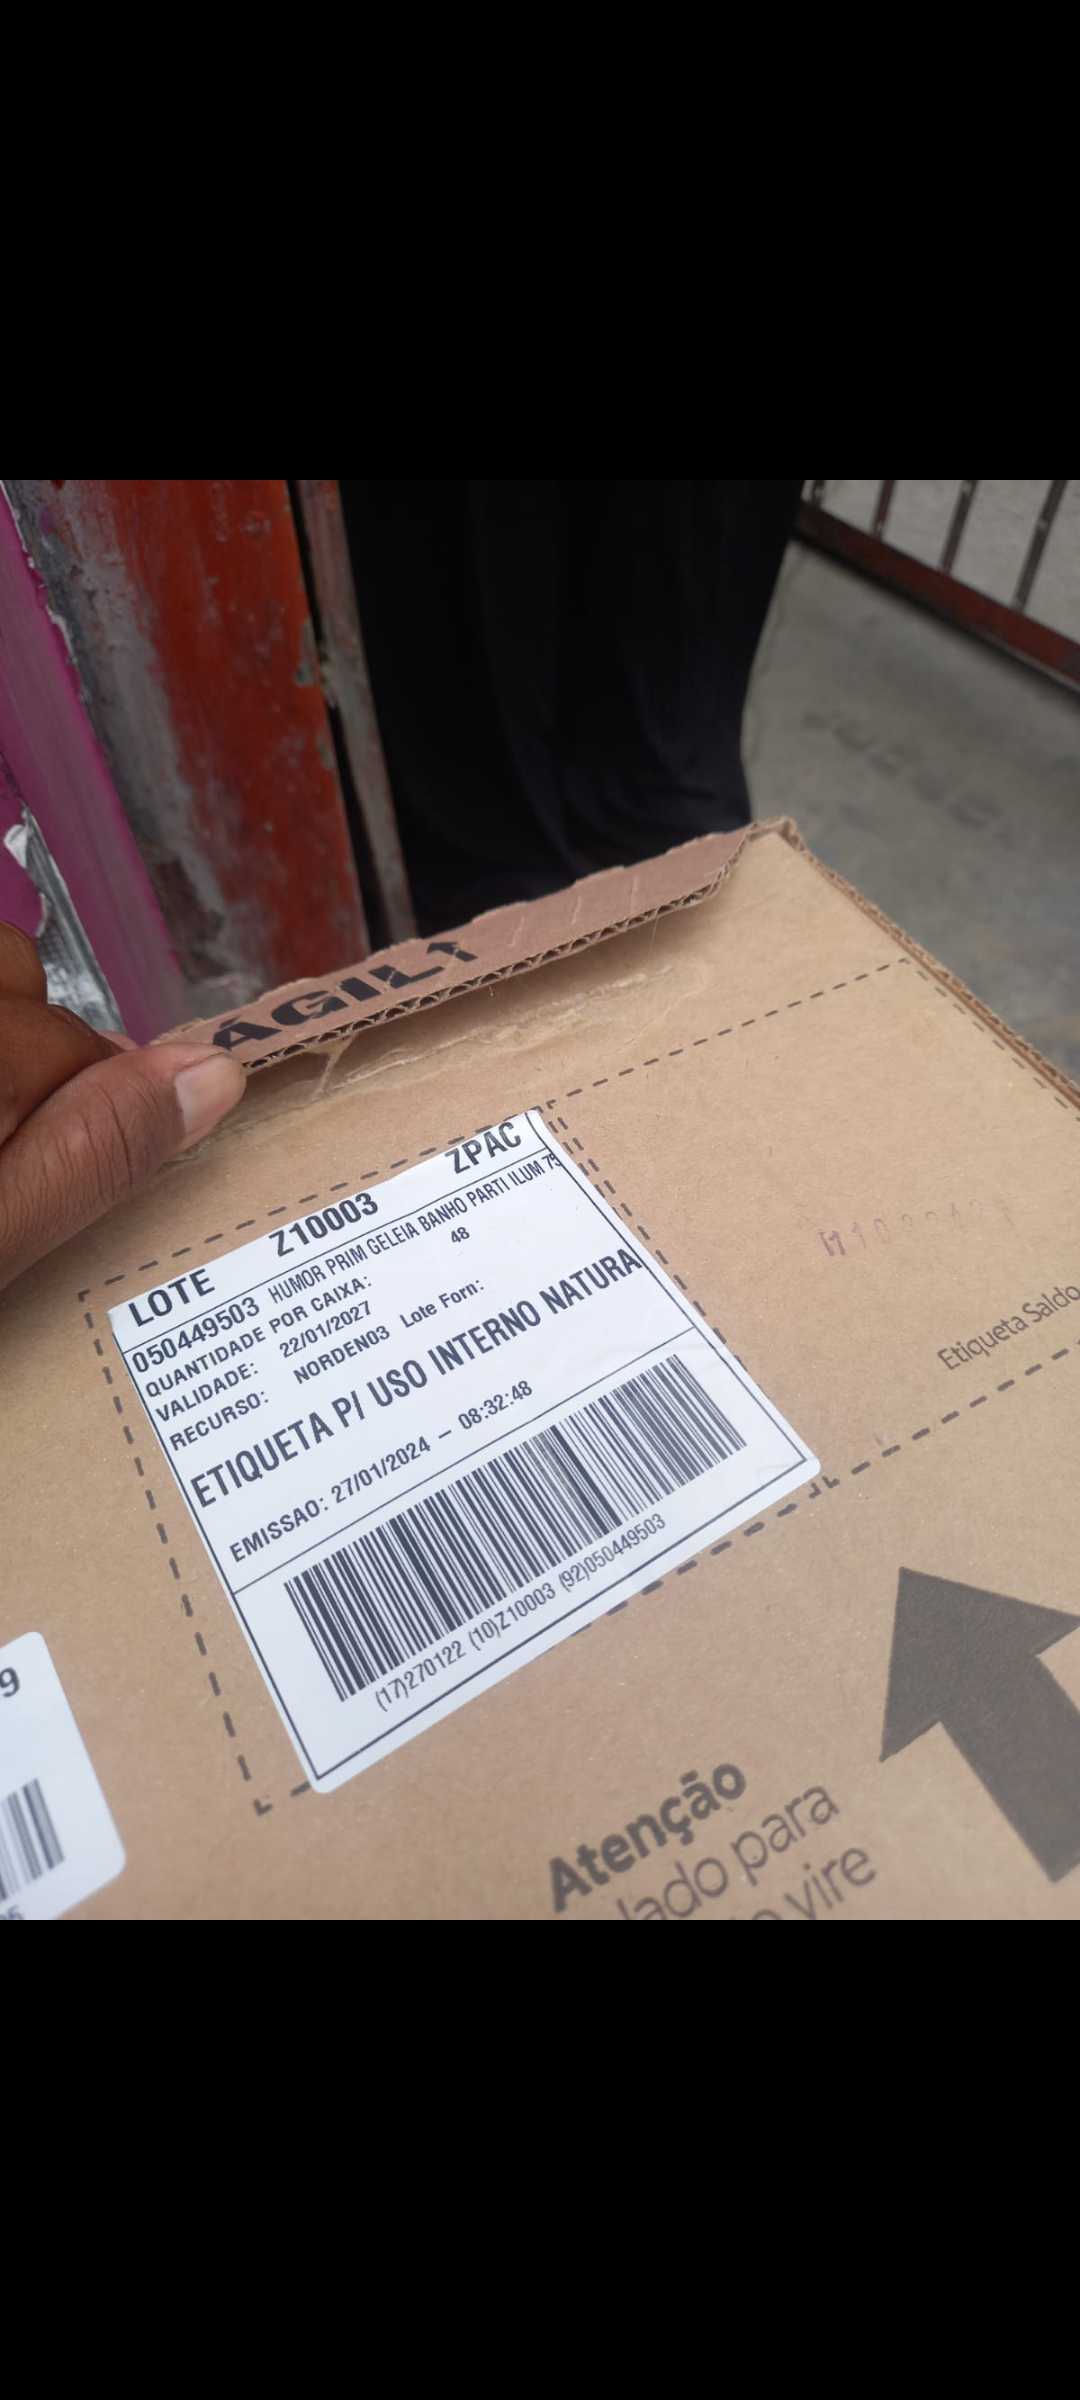 ÁGIL
LOTE Z10003 ZPAC
050449503 HUMOR PRIM GELEIA BANHO PARTI ILUM 75
QUANTIDADE POR CAIXA: 48
VALIDADE: 22/01/2027
RECURSO: NORDEN03 Lote Forn:
ETIQUETA P/ USO INTERNO NATURA
EMISSAO: 27/01/2024 - 08:32:48
(17)270122 (10)Z10003 (92)050449503
Etiqueta Saldo
9
Atenção
lado para
vire